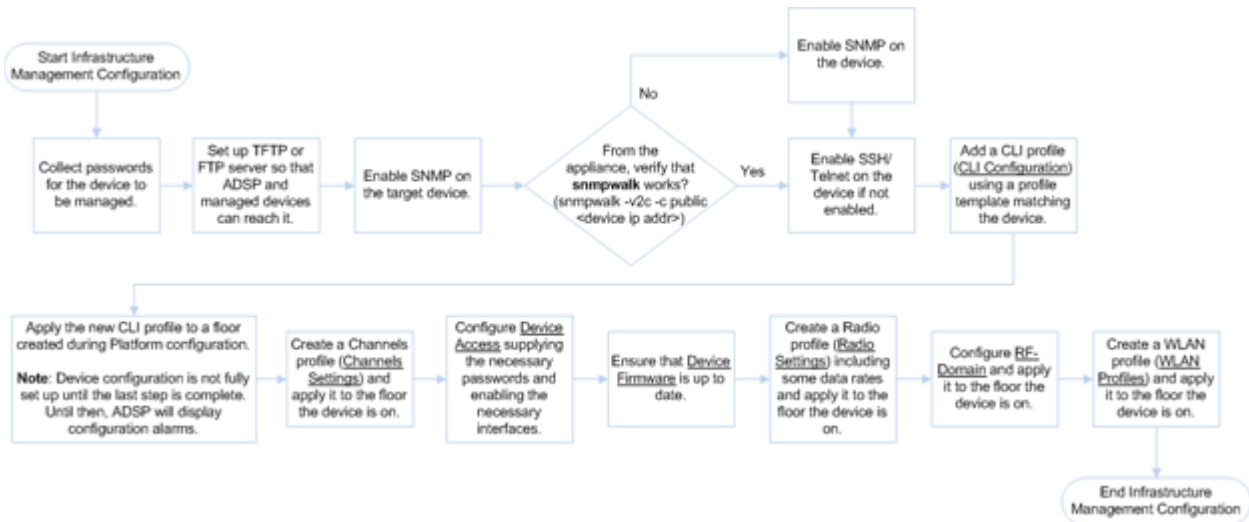 Start Infrastructure
Management Configuration
Collect passwords
for the device to
be managed.
Set up TFTP or
FTP server so that
ADSP and
managed devices
can reach it.
Enable SNMP on
the target device.
From the
appliance, verify that
snmpwalk works?
(snmpwalk -v2c -c public
<device ip addr>)
No
Enable SNMP on
the device.
Yes
Enable SSH/
Telnet on the
device if not
enabled.
Add a CLI profile
(CLI Configuration)
using a profile
template matching
the device.
Apply the new CLI profile to a floor
created during Platform configuration.
Note: Device configuration is not fully
set up until the last step is complete.
Until then, ADSP will display
configuration alarms.
Create a Channels
profile (Channels
Settings) and
apply it to the floor
the device is on.
Configure Device
Access supplying
the necessary
passwords and
enabling the
necessary
interfaces.
Ensure that Device
Firmware is up to
date.
Create a Radio
profile (Radio
Settings) including
some data rates
and apply it to the
floor the device is
on.
Configure RF-
Domain and apply
it to the floor the
device is on.
Create a WLAN
profile (WLAN
Profiles) and apply
it to the floor the
device is on.
End Infrastructure
Management Configuration